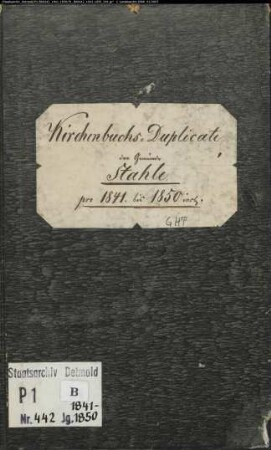 Kirchenbuchs-Duplicate
der Gemeinde
Stahle
pro 1841. bis 1850 incl.
GHF
Staatsarchiv Detmold
P1 B
1841-
Nr. 442 Jg. 1850